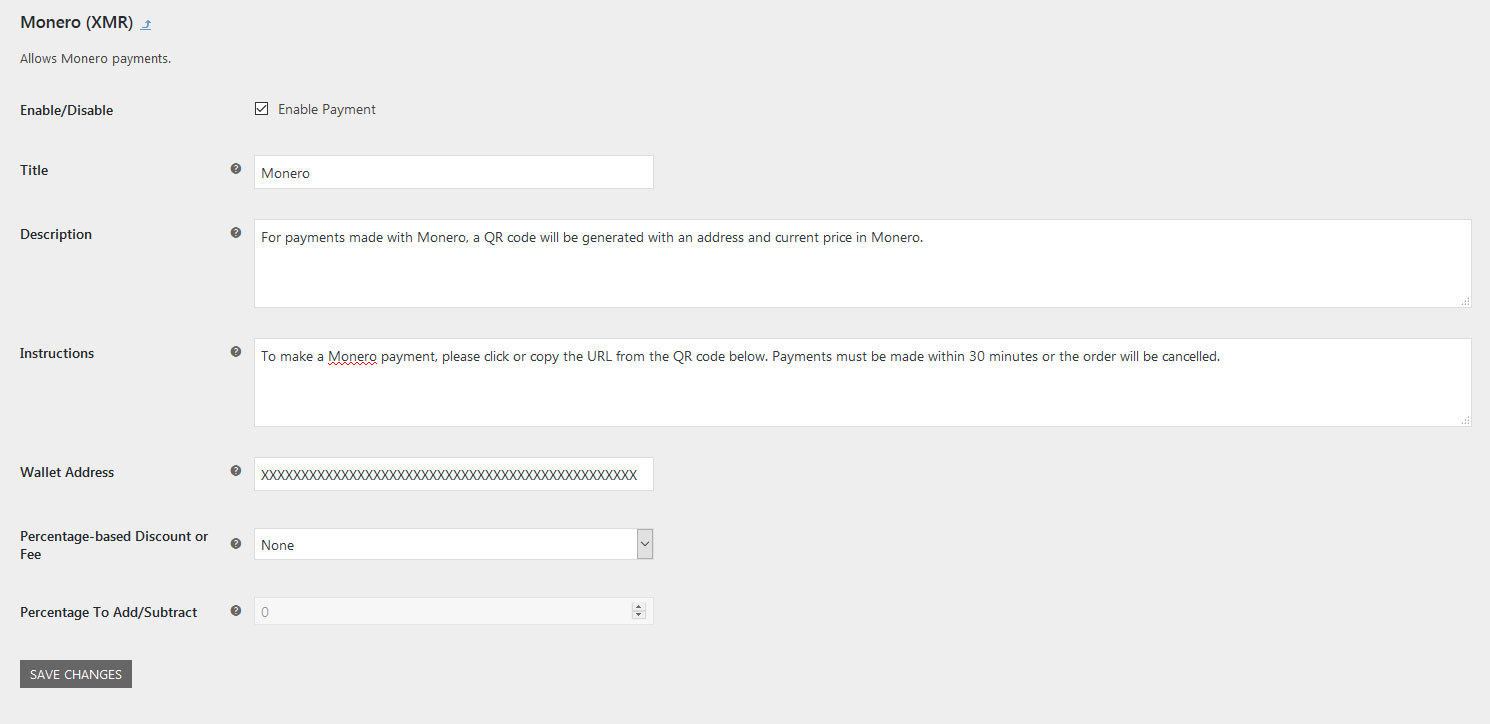 Monero (XMR)
Allows Monero payments.
Enable/Disable
Enable Payment
Title
Monero
Description
For payments made with Monero, a QR code will be generated with an address and current price in Monero.
Instructions
To make a Monero payment, please click or copy the URL from the QR code below. Payments must be made within 30 minutes or the order will be cancelled.
Wallet Address
XXXXXXXXXXXXXXXXXXXXXXXXXXXXXXXXXXXXXXXXXXXXXXX
Percentage-based Discount or
Fee
None
Percentage To Add/Subtract
0
SAVE CHANGES